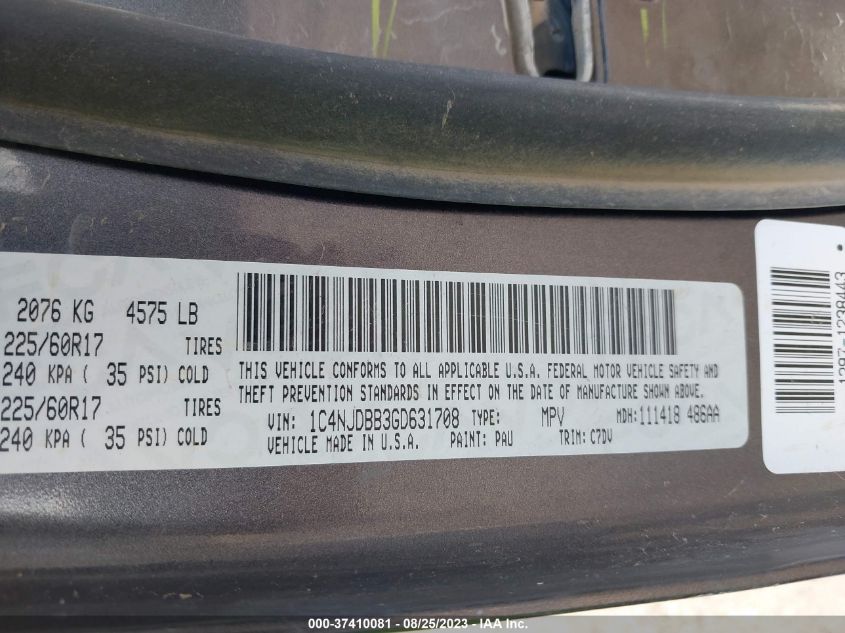 2076 KG 4575 LB
225/60R17 TIRES
240 KPA ( 35 PSI) COLD
225/60R17 TIRES
240 KPA ( 35 PSI) COLD
THIS VEHICLE CONFORMS TO ALL APPLICABLE U.S.A. FEDERAL MOTOR VEHICLE SAFETY AND
THEFT PREVENTION STANDARDS IN EFFECT ON THE DATE OF MANUFACTURE SHOWN ABOVE.
VIN: 1C4NJDBB3GD631708 TYPE: MPV MDH:111418 486AA
VEHICLE MADE IN U.S.A. PAINT: PAU TRIM: C7DV
000-37410081 - 08/25/2023 - IAA Inc.